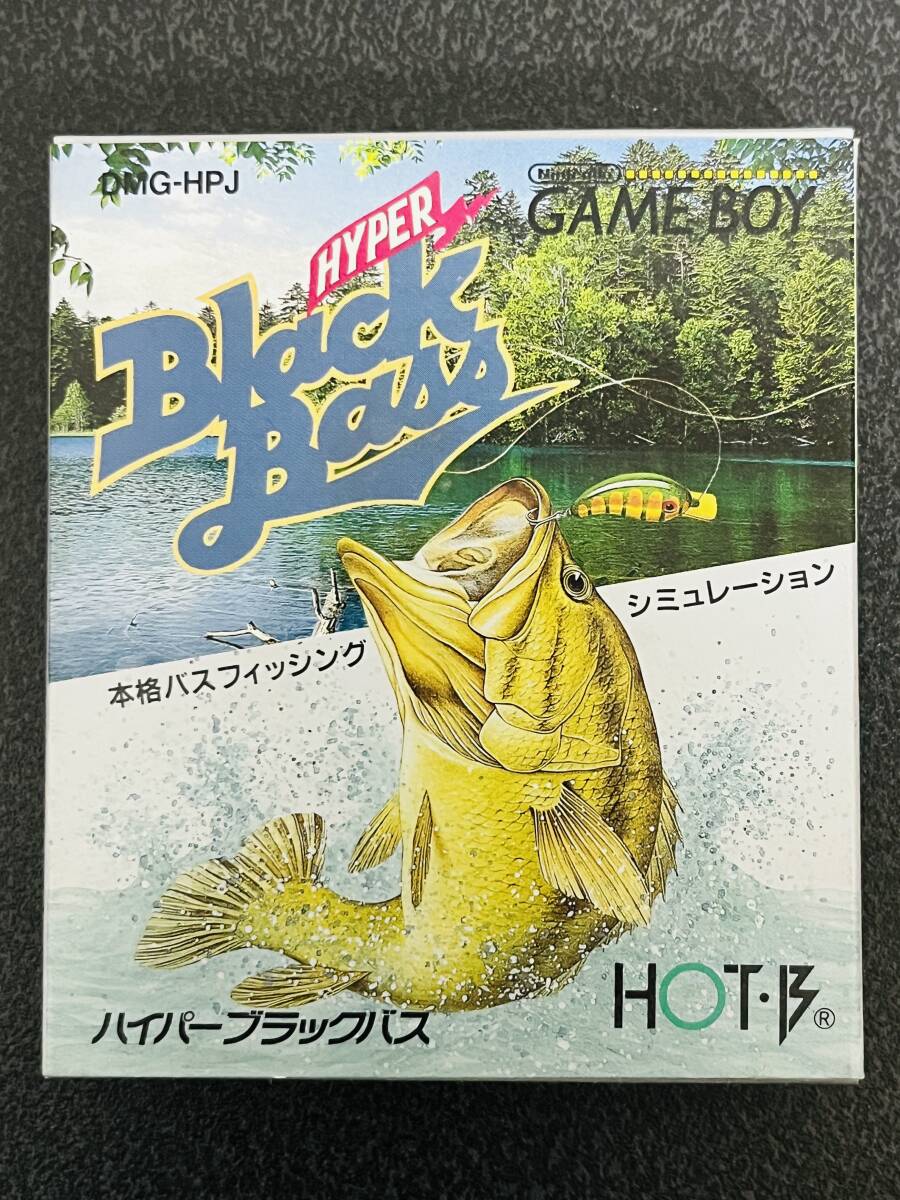 DMG-HPJ
Nintendo
GAME BOY
HYPER
Black
Bass
本格バスフィッシング
シミュレーション
ハイパーブラックバス
HOT・B®